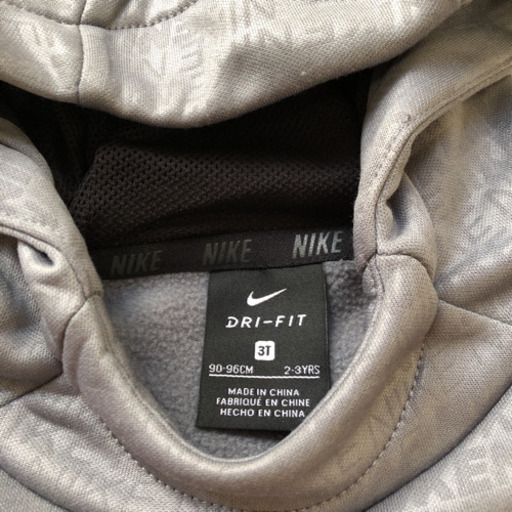 NIKE NIKE NIKE
DRI-FIT
3T
90-96CM 2-3YRS
MADE IN CHINA
FABRIQUÉ EN CHINE
HECHO EN CHINA